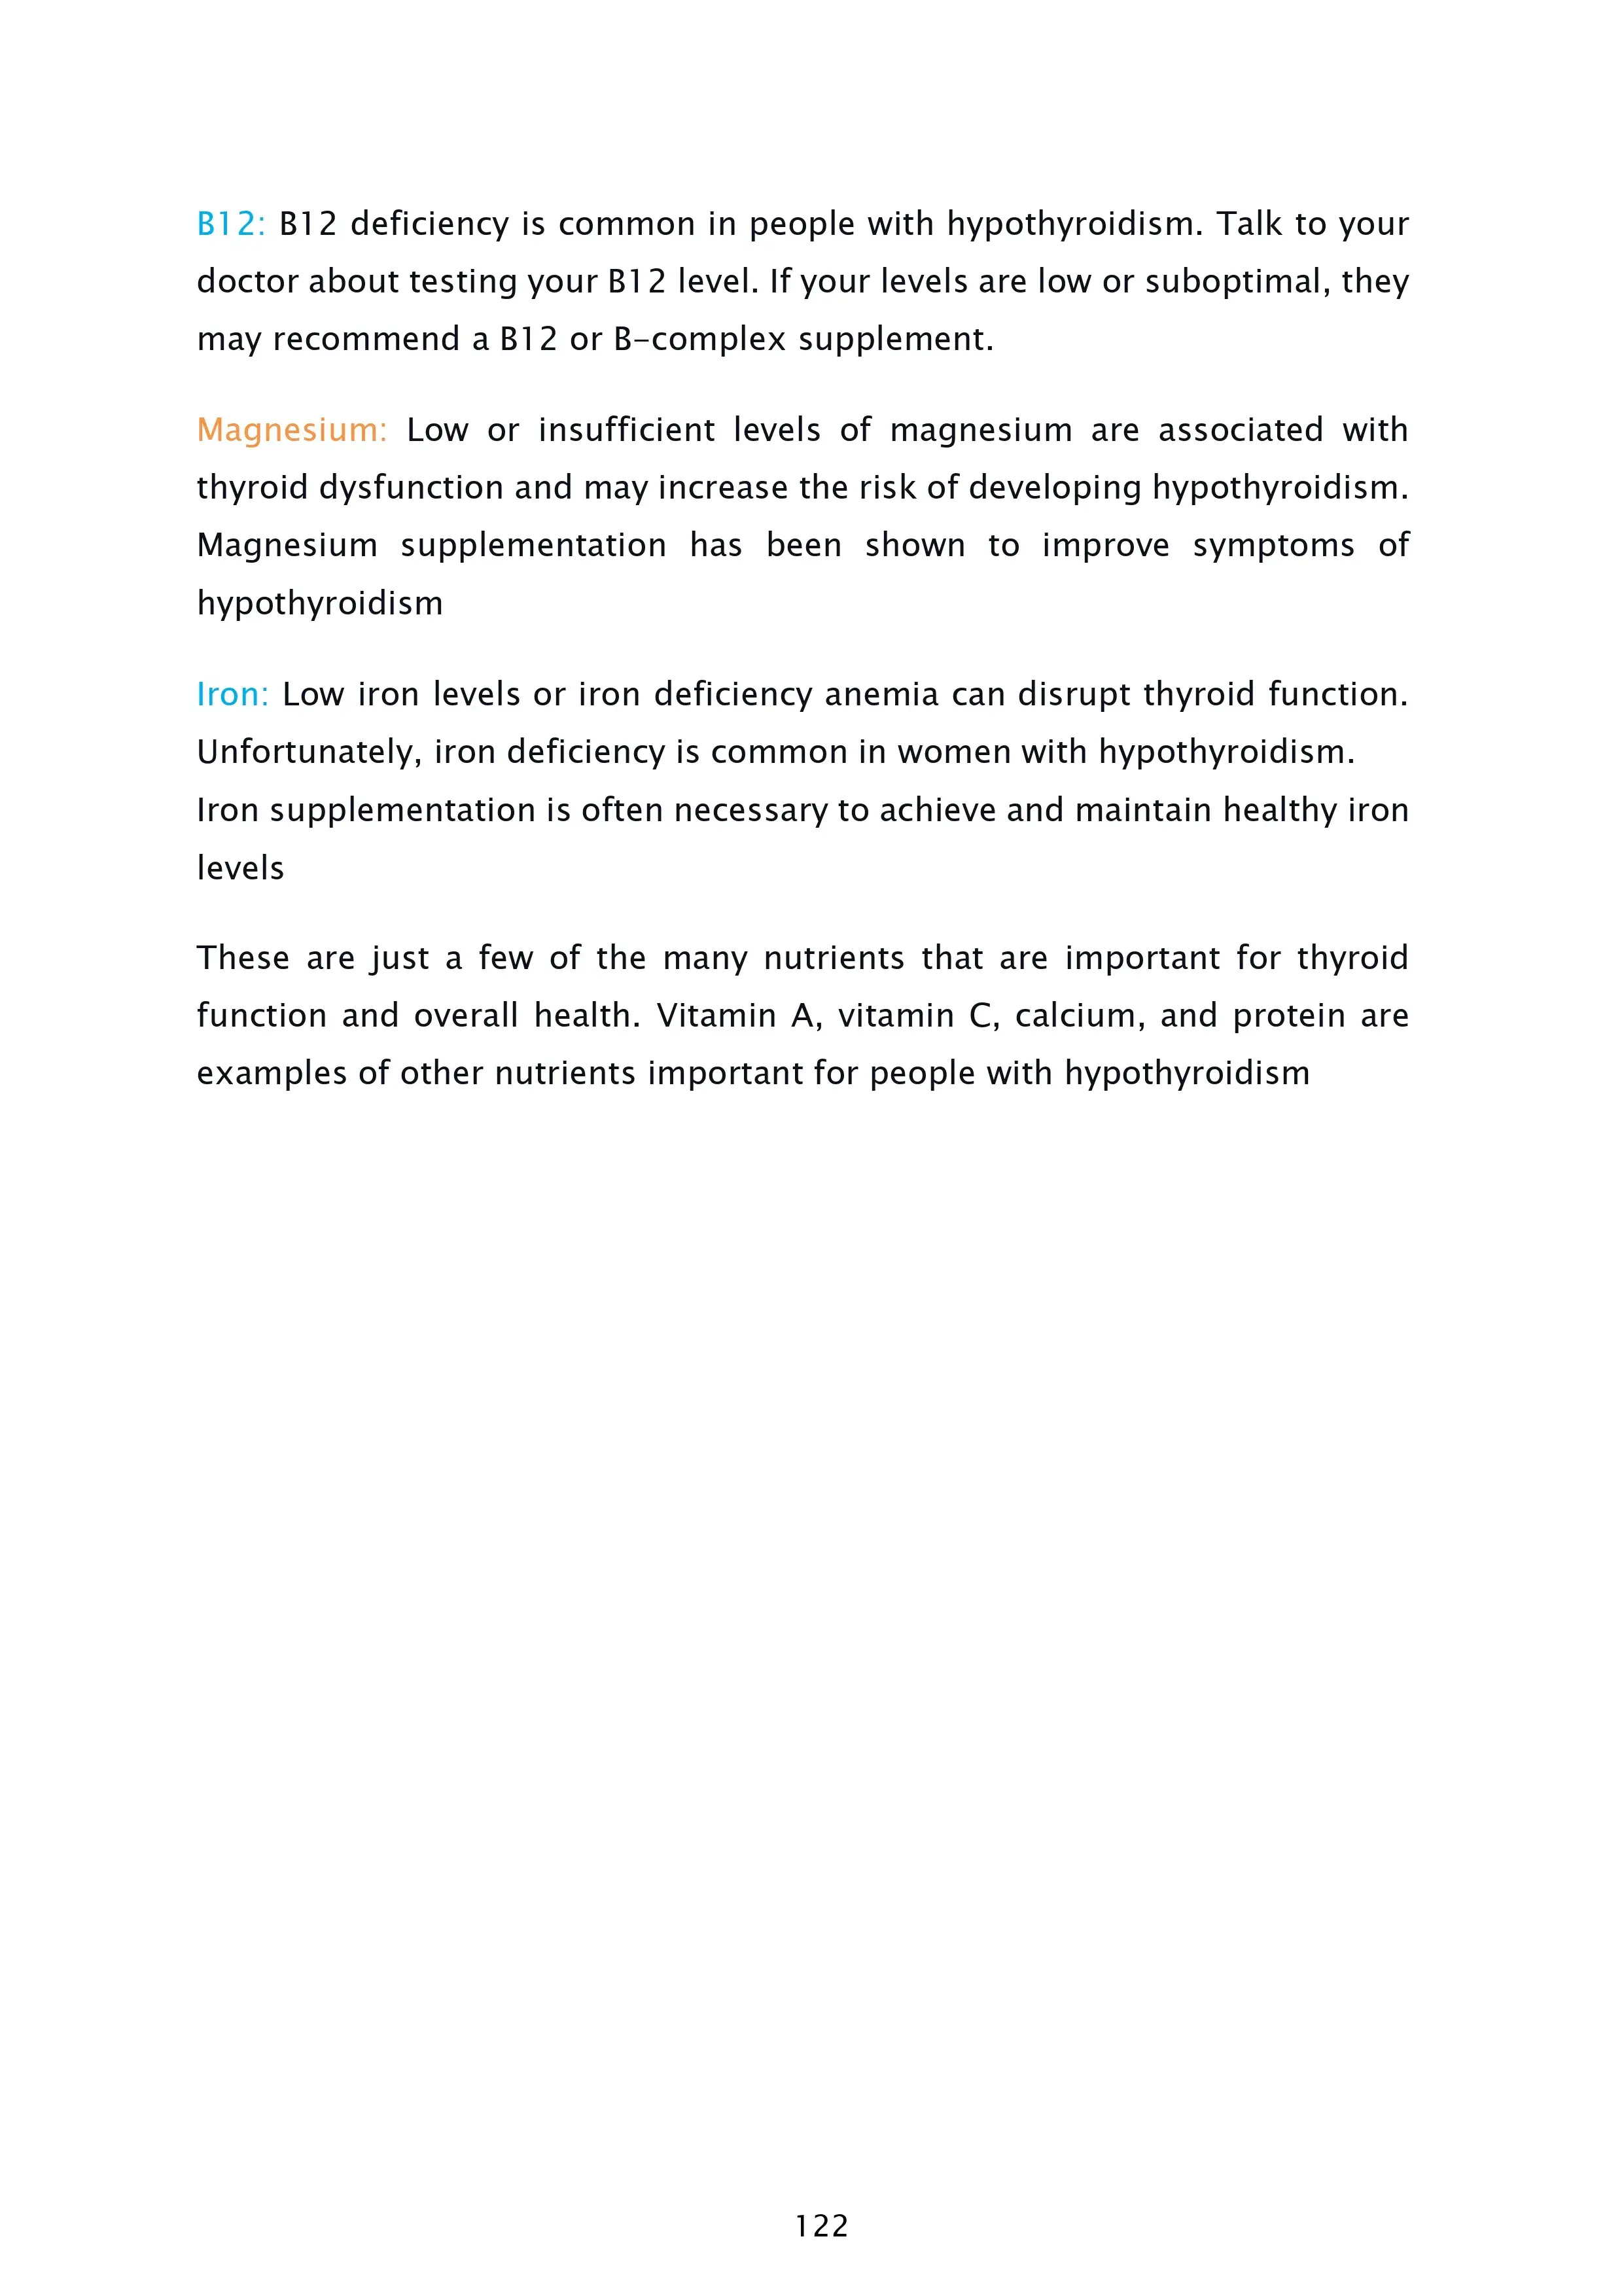 B12: B12 deficiency is common in people with hypothyroidism. Talk to your
doctor about testing your B12 level. If your levels are low or suboptimal, they
may recommend a B12 or B-complex supplement.
Magnesium: Low or insufficient levels of magnesium are associated with
thyroid dysfunction and may increase the risk of developing hypothyroidism.
Magnesium supplementation has been shown to improve symptoms of
hypothyroidism
Iron: Low iron levels or iron deficiency anemia can disrupt thyroid function.
Unfortunately, iron deficiency is common in women with hypothyroidism.
Iron supplementation is often necessary to achieve and maintain healthy iron
levels
These are just a few of the many nutrients that are important for thyroid
function and overall health. Vitamin A, vitamin C, calcium, and protein are
examples of other nutrients important for people with hypothyroidism
122